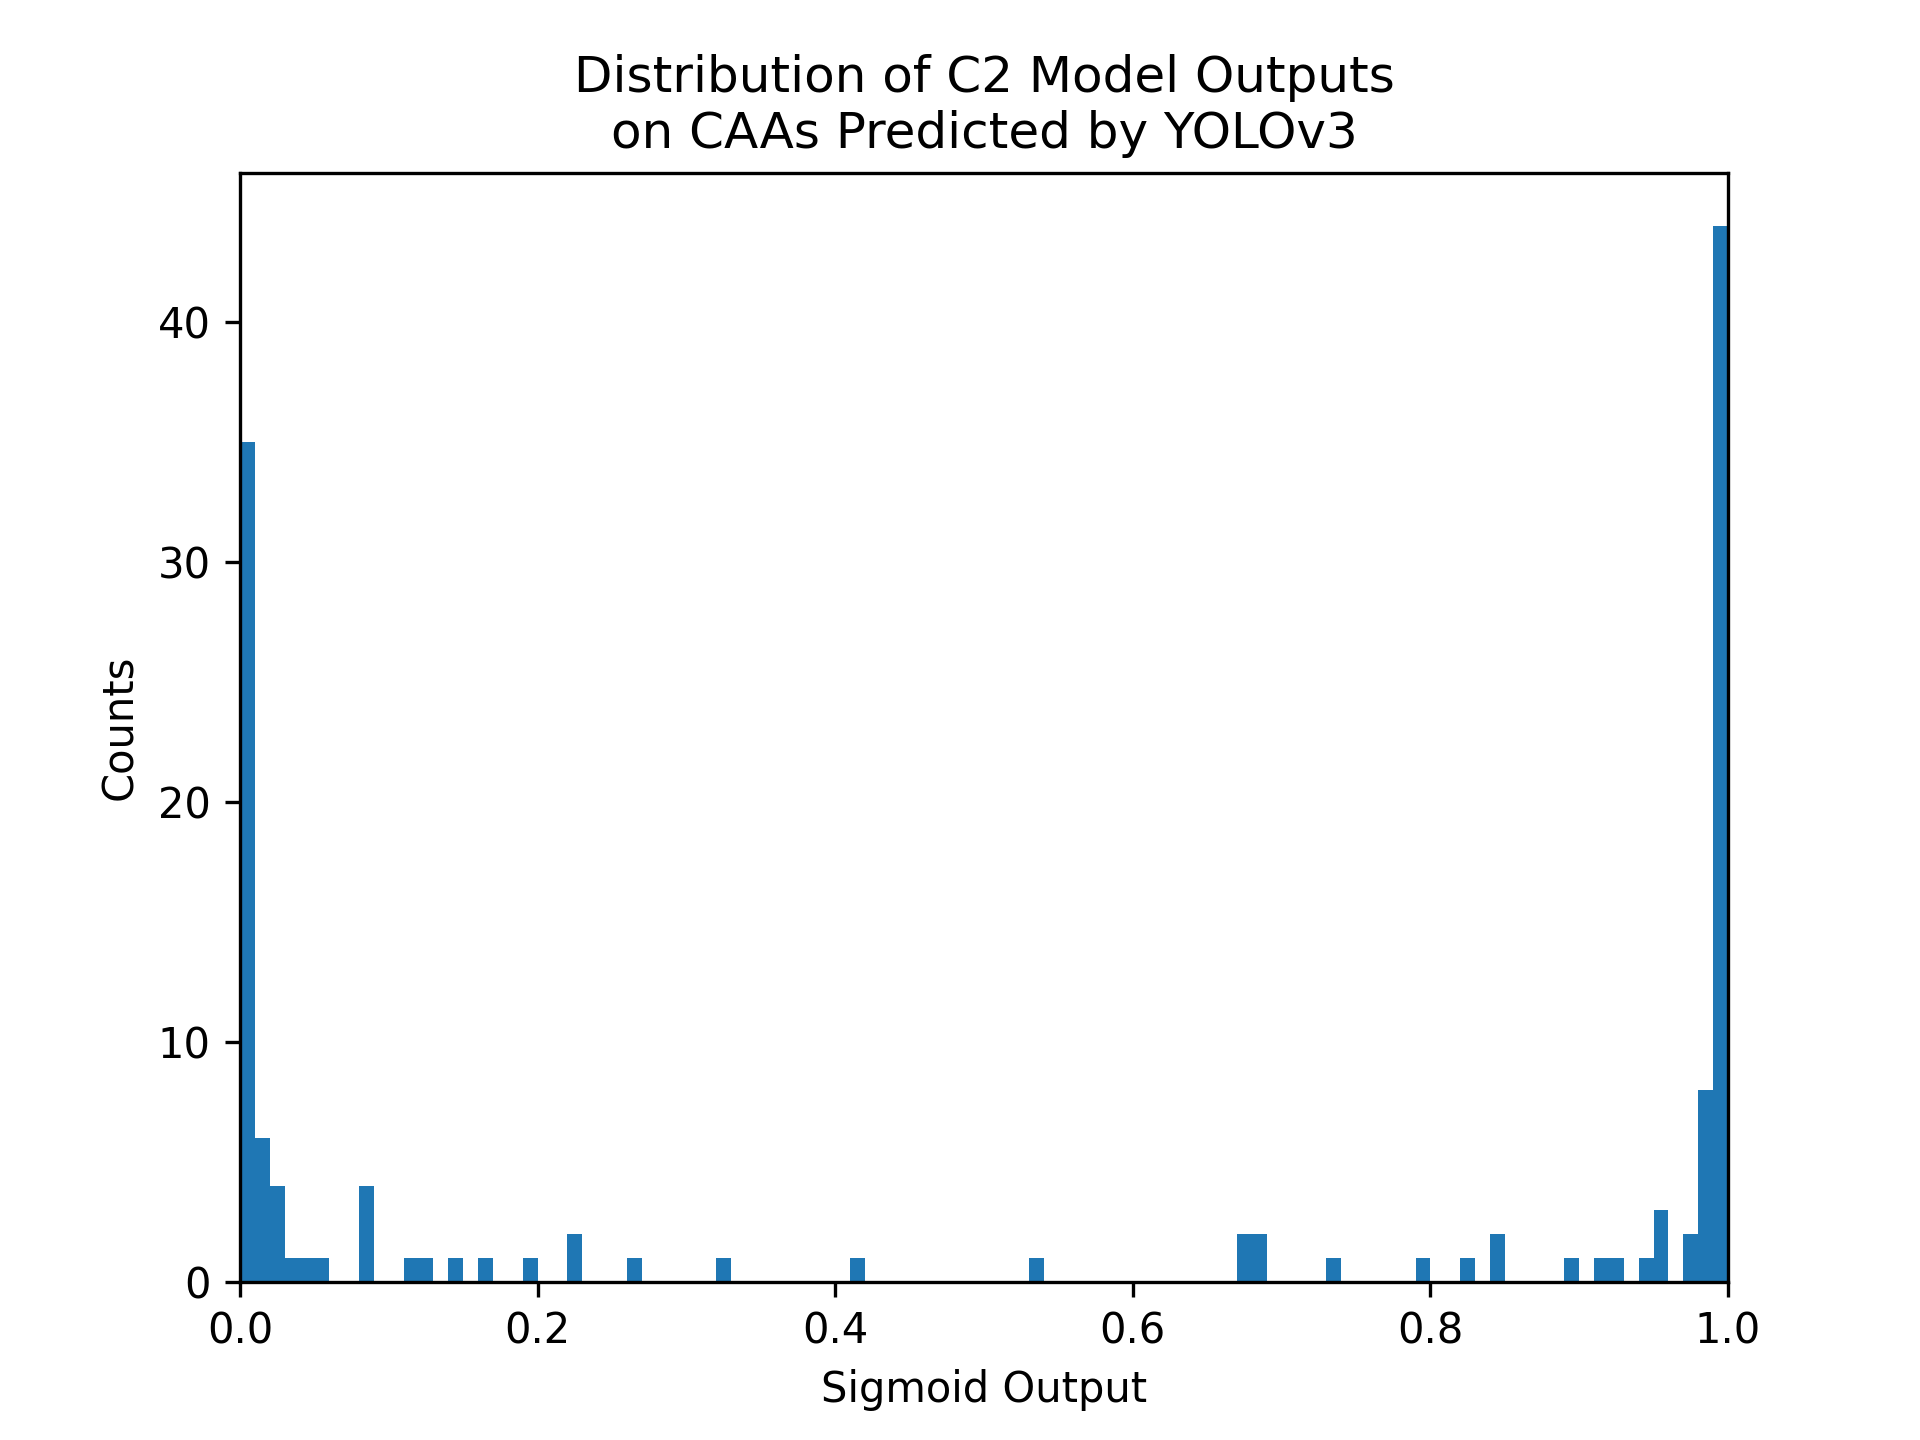 Distribution of C2 Model Outputs
on CAAs Predicted by YOLOv3
40
30
20
10
0
Counts
0.0 0.2 0.4 0.6 0.8 1.0
Sigmoid Output